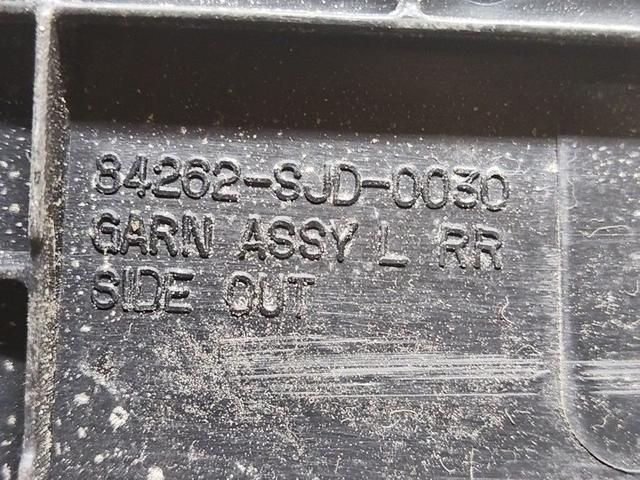 84262-SJD-0030
GARN ASSY L RR
SIDE OUT